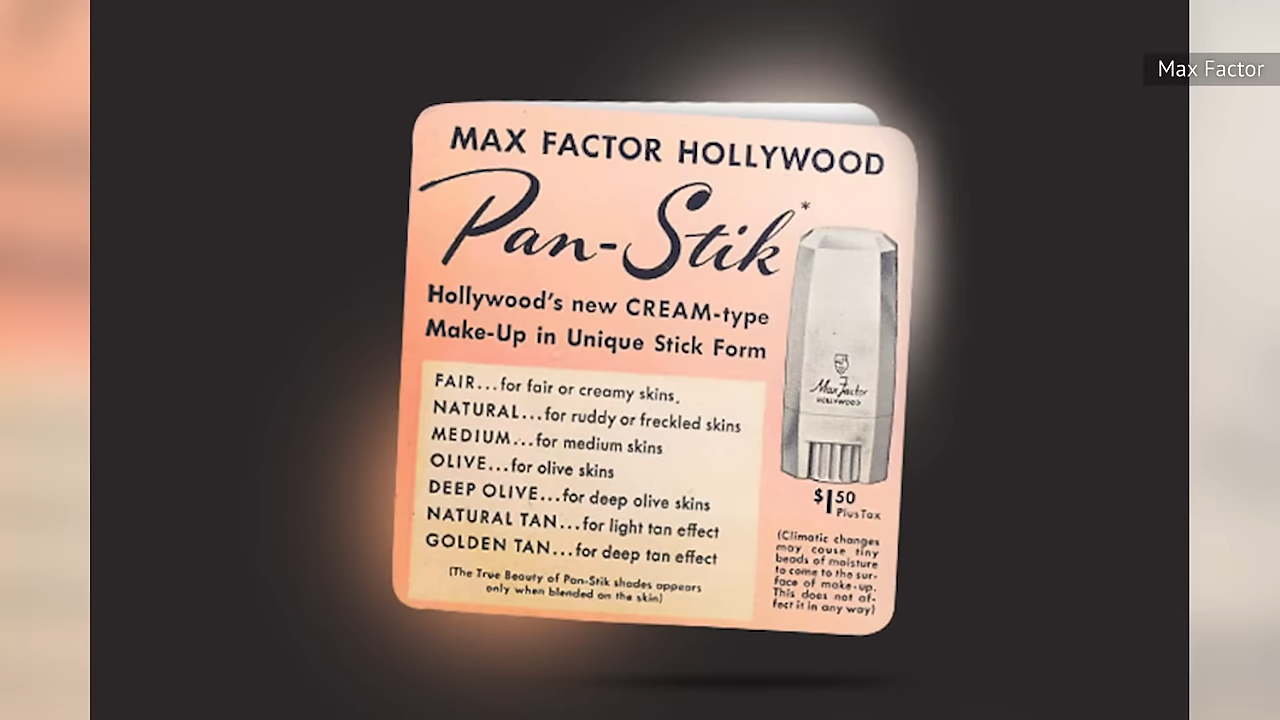 Max Factor
MAX FACTOR HOLLYWOOD
Pan-Stik*
Hollywood's new CREAM-type
Make-Up in Unique Stick Form
FAIR...for fair or creamy skins.
NATURAL...for ruddy or freckled skins
MEDIUM...for medium skins
OLIVE...for olive skins
DEEP OLIVE...for deep olive skins
NATURAL TAN...for light tan effect
GOLDEN TAN...for deep tan effect
(The True Beauty of Pan-Stik shades appears
only when blended on the skin)
Max Factor
HOLLYWOOD
$1.50
Plus Tax
(Climatic changes
may cause tiny
beads of moisture
to come to the sur-
face of make-up.
This does not af-
fect it in any way)